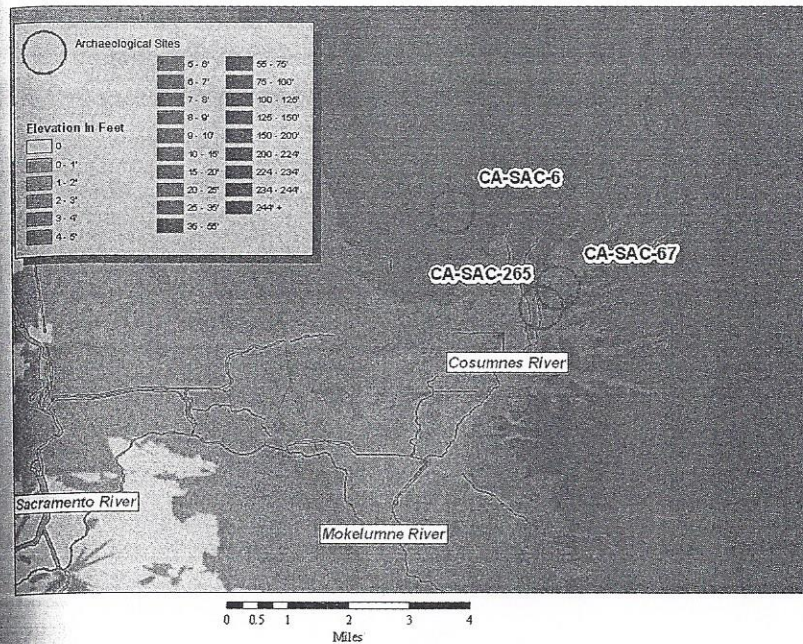 Archaeological Sites
Elevation In Feet
0
0 - 1'
1 - 2'
2 - 3'
3 - 4'
4 - 5'
5 - 6'
6 - 7'
7 - 8'
8 - 9'
9 - 10'
10 - 15'
15 - 20'
20 - 25'
25 - 35'
35 - 55'
55 - 75'
75 - 100'
100 - 125'
125 - 150'
150 - 200'
200 - 224'
224 - 234'
234 - 244'
244' +
CA-SAC-6
CA-SAC-67
CA-SAC-265
Cosumnes River
Sacramento River
Mokelumne River
0 0.5 1 2 3 4
Miles